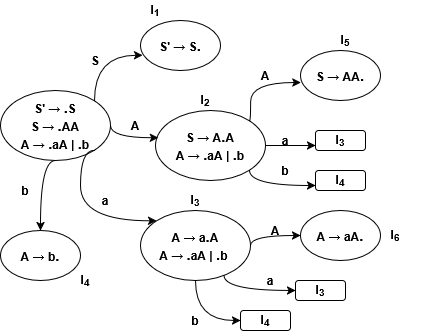 I₁
S' → S.
S
I₅
A
S → AA.
S' → .S
S → .AA
A → .aA | .b
A
I₂
S → A.A
A → .aA | .b
a
I₃
b
I₄
b
a
I₃
A → b.
I₄
A → a.A
A → .aA | .b
A
A → aA.
I₆
a
I₃
b
I₄